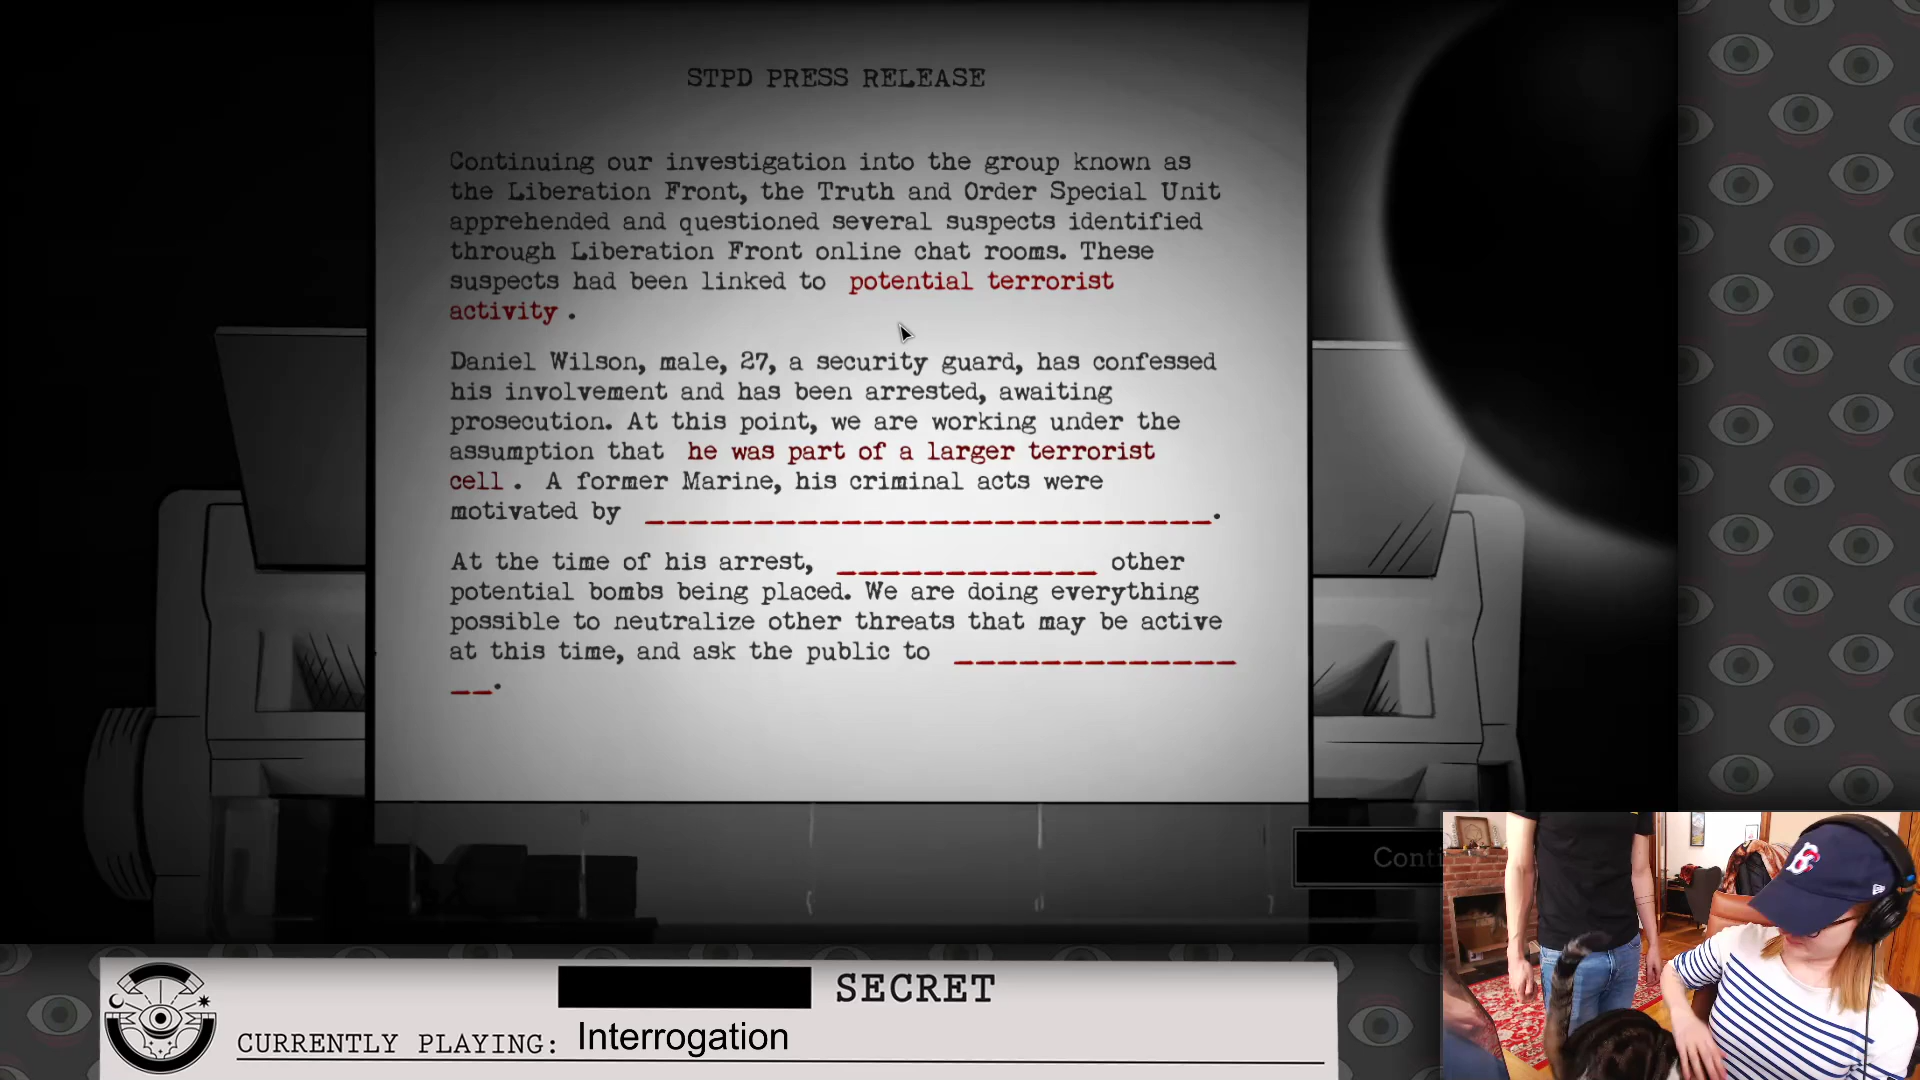 STPD PRESS RELEASE
Continuing our investigation into the group known as
the Liberation Front, the Truth and Order Special Unit
apprehended and questioned several suspects identified
through Liberation Front online chat rooms. These
suspects had been linked to potential terrorist
activity .
Daniel Wilson, male, 27, a security guard, has confessed
his involvement and has been arrested, awaiting
prosecution. At this point, we are working under the
assumption that he was part of a larger terrorist
cell . A former Marine, his criminal acts were
motivated by ___________________________.
At the time of his arrest, ____________ other
potential bombs being placed. We are doing everything
possible to neutralize other threats that may be active
at this time, and ask the public to _____________
__.
Conti
SECRET
CURRENTLY PLAYING: Interrogation
B